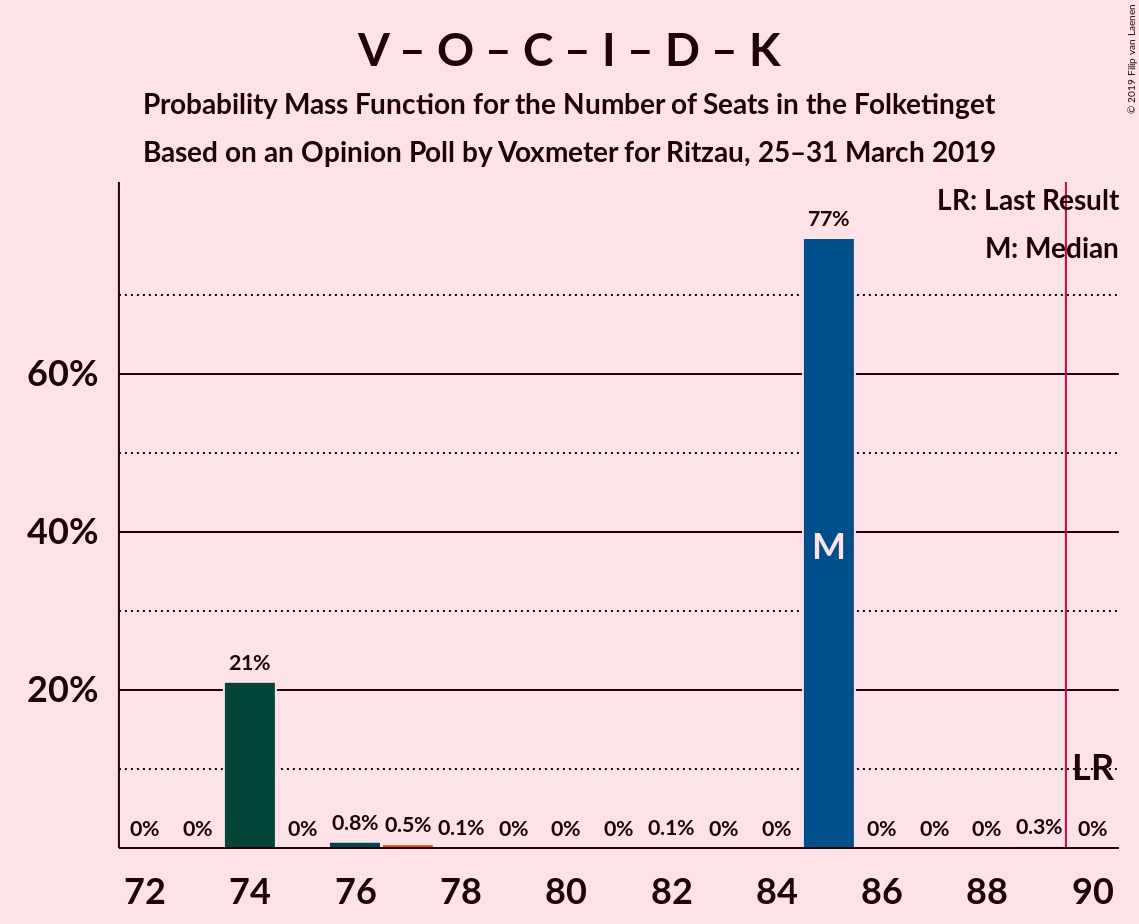 V – O – C – I – D – K
Probability Mass Function for the Number of Seats in the Folketinget
Based on an Opinion Poll by Voxmeter for Ritzau, 25–31 March 2019
© 2019 Filip van Laenen
LR: Last Result
M: Median
77%
60%
40%
M
21%
20%
LR
0% 0% 0% 0.8% 0.5% 0.1% 0% 0% 0% 0.1% 0% 0% 0% 0% 0% 0.3% 0%
72 74 76 78 80 82 84 86 88 90